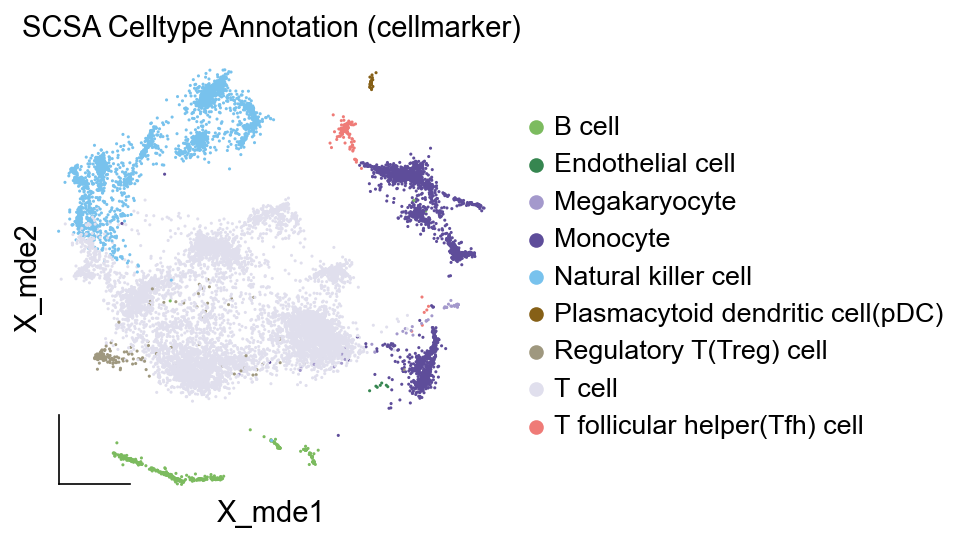 SCSA Celltype Annotation (cellmarker)
B cell
Endothelial cell
Megakaryocyte
Monocyte
Natural killer cell
Plasmacytoid dendritic cell(pDC)
Regulatory T(Treg) cell
T cell
T follicular helper(Tfh) cell
X_mde2
X_mde1